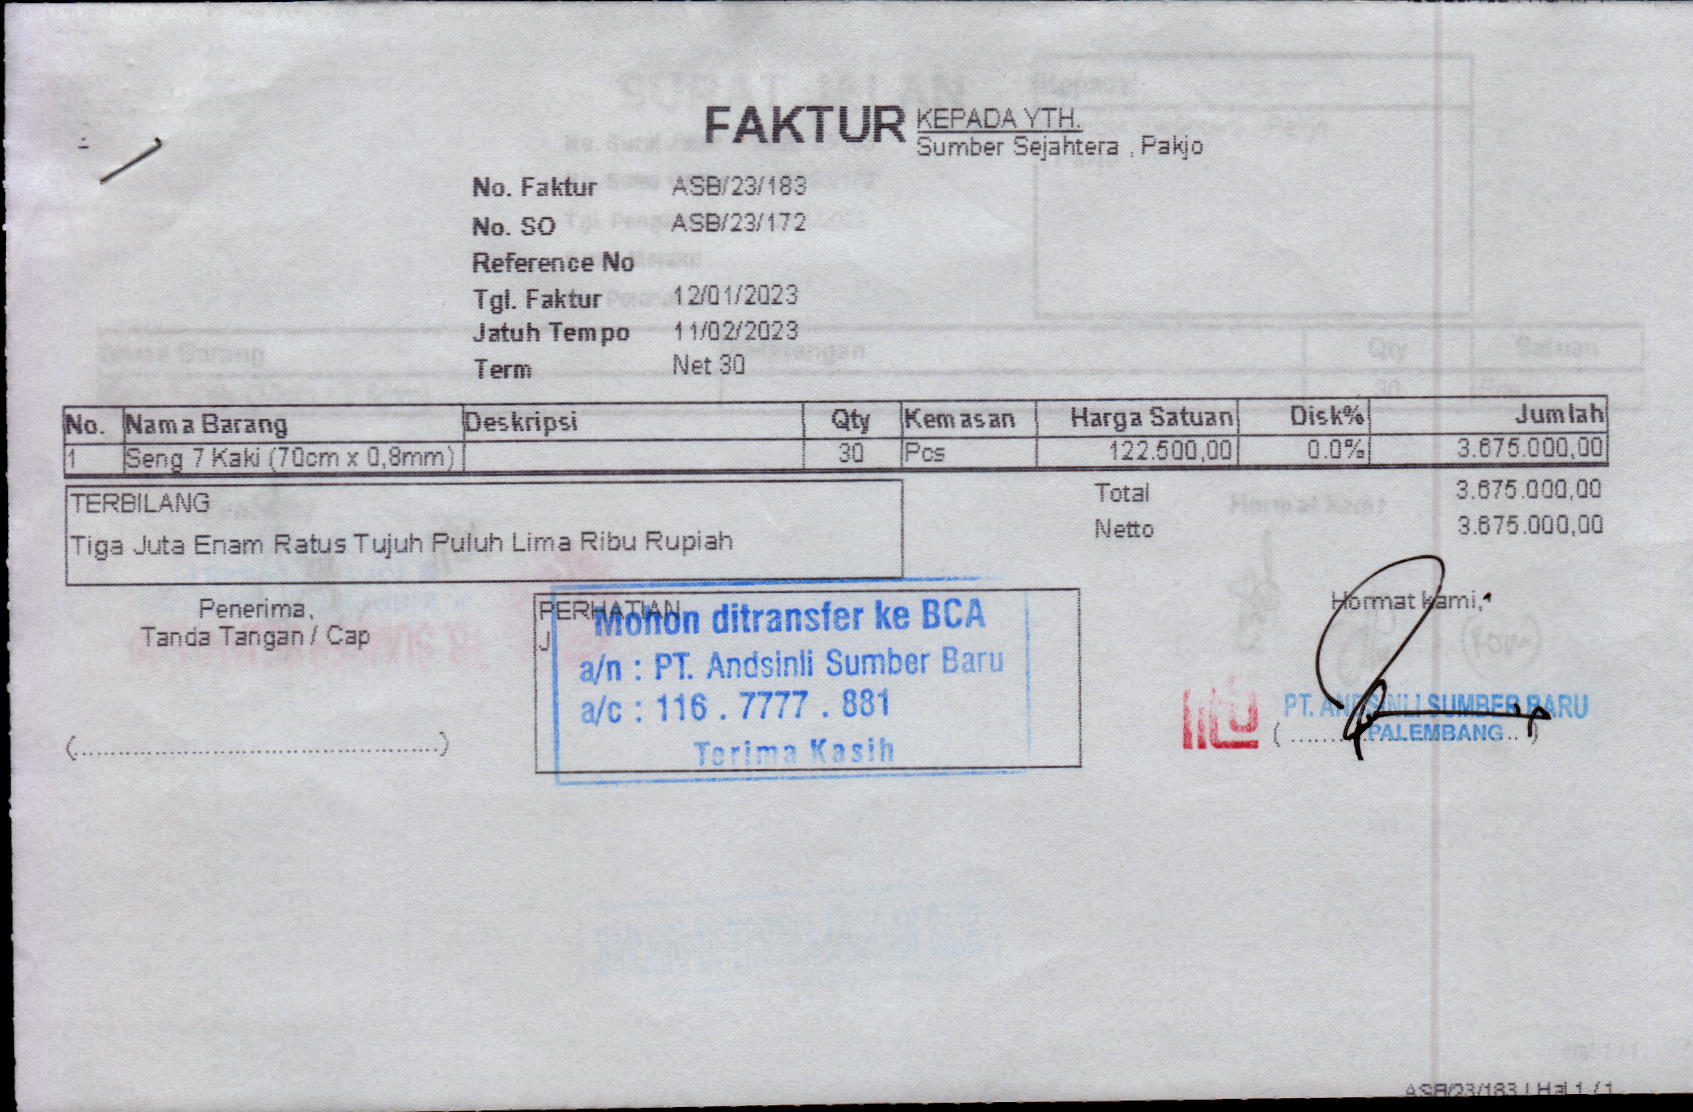 FAKTUR
KEPADA YTH.
Sumber Sejahtera , Pakjo
No. Faktur ASB/23/183
No. SO ASB/23/172
Reference No
Tgl. Faktur 12/01/2023
Jatuh Tempo 11/02/2023
Term Net 30
No. Nama Barang Deskripsi Qty Kemasan Harga Satuan Disk% Jumlah
1 Seng 7 Kaki (70cm x 0,8mm) 30 Pcs 122.500,00 0.0% 3.675.000,00
TERBILANG
Tiga Juta Enam Ratus Tujuh Puluh Lima Ribu Rupiah
Total 3.675.000,00
Netto 3.675.000,00
Penerima,
Tanda Tangan / Cap
(......................................................)
PERHATIAN
J
Mohon ditransfer ke BCA
a/n : PT. Andsinli Sumber Baru
a/c : 116 . 7777 . 881
Terima Kasih
Hormat kami,
PT. ANDSINLI SUMBER BARU
PALEMBANG
ASB/23/183 | Hal 1 / 1